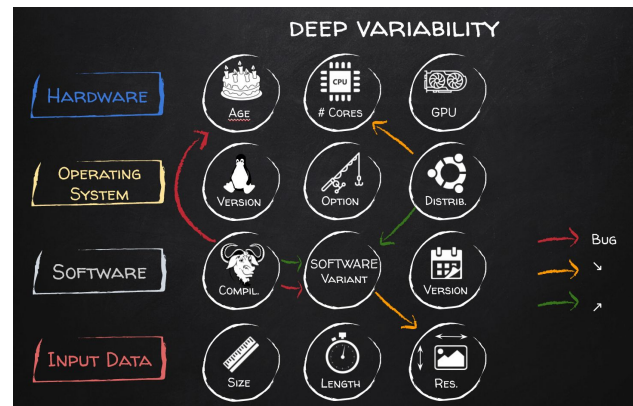 DEEP VARIABILITY
HARDWARE
AGE
CPU
# CORES
GPU
OPERATING
SYSTEM
VERSION
OPTION
DISTRIB.
SOFTWARE
COMPIL.
SOFTWARE
VARIANT
VERSION
BUG
↘
↗
INPUT DATA
SIZE
LENGTH
RES.